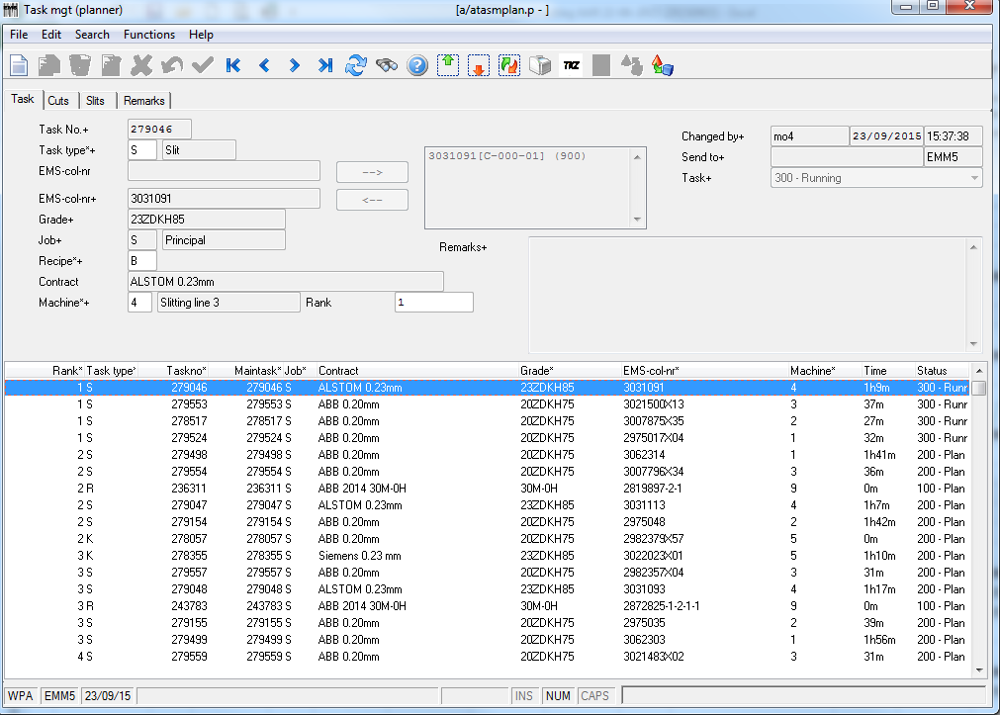 Task mgt (planner) [a/atasmplan.p - ]
File Edit Search Functions Help
TKZ
Task Cuts Slits Remarks
Task No.+ 279046
Task type*+ S Slit
EMS-col-nr -->
EMS-col-nr+ 3031091 <--
Grade+ 23ZDKH85
Job+ S Principal
Recipe*+ B
Contract ALSTOM 0.23mm
Machine*+ 4 Slitting line 3 Rank 1
3031091[C-000-01] (900)
Remarks+
Changed by+ mo4 23/09/2015 15:37:38
Send to+ EMM5
Task+ 300 - Running
Rank* Task type* Taskno* Maintask* Job* Contract Grade* EMS-col-nr* Machine* Time Status
1 S 279046 279046 S ALSTOM 0.23mm 23ZDKH85 3031091 4 1h9m 300 - Runr
1 S 279553 279553 S ABB 0.20mm 20ZDKH75 3021500X13 3 37m 300 - Runr
1 S 278517 278517 S ABB 0.20mm 20ZDKH75 3007875X35 2 27m 300 - Runr
1 S 279524 279524 S ABB 0.20mm 20ZDKH75 2975017X04 1 32m 300 - Runr
2 S 279498 279498 S ABB 0.20mm 20ZDKH75 3062314 1 1h41m 200 - Plan
2 S 279554 279554 S ABB 0.20mm 20ZDKH75 3007796X34 3 36m 200 - Plan
2 R 236311 236311 S ABB 2014 30M-0H 30M-0H 2819897-2-1 9 0m 100 - Plan
2 S 279047 279047 S ALSTOM 0.23mm 23ZDKH85 3031113 4 1h7m 200 - Plan
2 S 279154 279154 S ABB 0.20mm 20ZDKH75 2975048 2 1h42m 200 - Plan
2 K 278057 278057 S ABB 0.20mm 20ZDKH75 2982379X57 5 0m 200 - Plan
3 K 278355 278355 S Siemens 0.23 mm 23ZDKH85 3022023X01 5 1h10m 200 - Plan
3 S 279557 279557 S ABB 0.20mm 20ZDKH75 2982357X04 3 31m 200 - Plan
3 S 279048 279048 S ALSTOM 0.23mm 23ZDKH85 3031093 4 1h17m 200 - Plan
3 R 243783 243783 S ABB 2014 30M-0H 30M-0H 2872825-1-2-1-1 9 0m 100 - Plan
3 S 279155 279155 S ABB 0.20mm 20ZDKH75 2975035 2 39m 200 - Plan
3 S 279499 279499 S ABB 0.20mm 20ZDKH75 3062303 1 1h56m 200 - Plan
4 S 279559 279559 S ABB 0.20mm 20ZDKH75 3021483X02 3 31m 200 - Plan
WPA EMM5 23/09/15 INS NUM CAPS